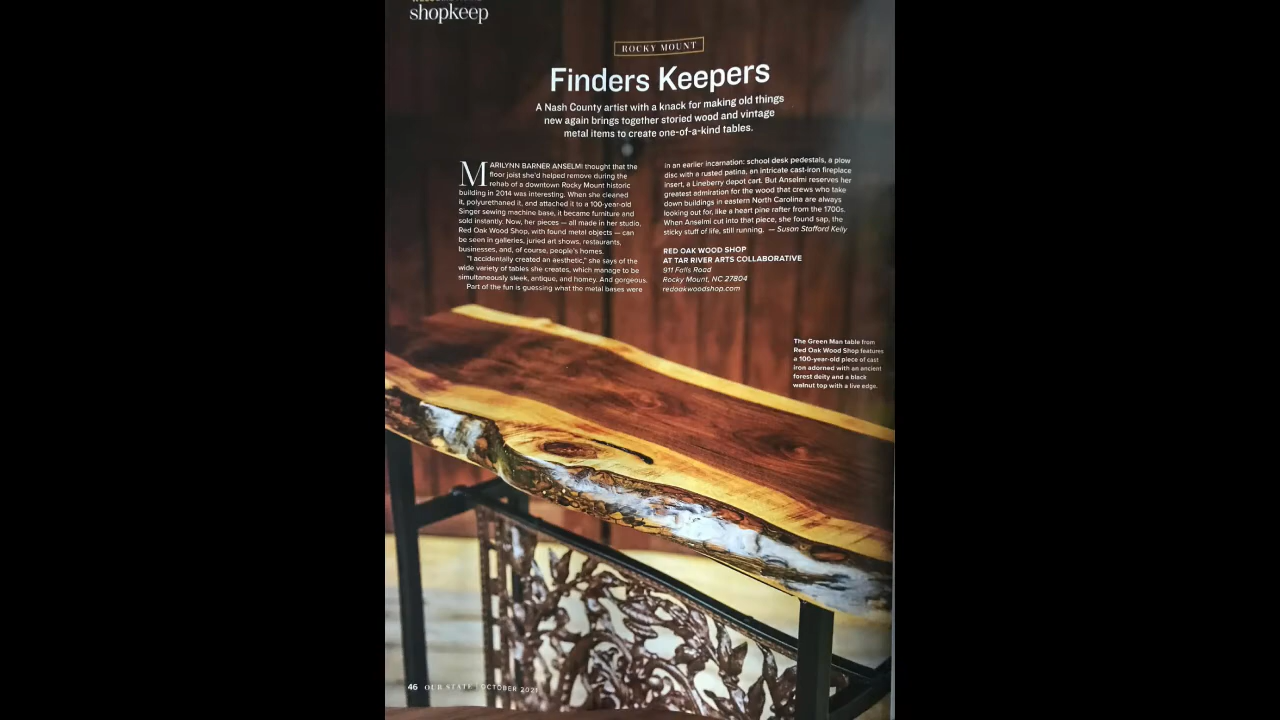 shopkeep
ROCKY MOUNT
Finders Keepers
A Nash County artist with a knack for making old things
new again brings together storied wood and vintage
metal items to create one-of-a-kind tables.
MARILYNN BARNER ANSELMI thought that the
floor joist she'd helped remove during the
rehab of a downtown Rocky Mount historic
building in 2014 was interesting. When she cleaned
it, polyurethaned it, and attached it to a 100-year-old
Singer sewing machine base, it became furniture and
sold instantly. Now, her pieces — all made in her studio,
Red Oak Wood Shop, with found metal objects — can
be seen in galleries, juried art shows, restaurants,
businesses, and, of course, people's homes.
"I accidentally created an aesthetic," she says of the
wide variety of tables she creates, which manage to be
simultaneously sleek, antique, and homey. And gorgeous.
Part of the fun is guessing what the metal bases were
in an earlier incarnation: school desk pedestals, a plow
disc with a rusted patina, an intricate cast-iron fireplace
insert, a Lineberry depot cart. But Anselmi reserves her
greatest admiration for the wood that crews who take
down buildings in eastern North Carolina are always
looking out for, like a heart pine rafter from the 1700s.
When Anselmi cut into that piece, she found sap, the
sticky stuff of life, still running. — Susan Stafford Kelly
RED OAK WOOD SHOP
AT TAR RIVER ARTS COLLABORATIVE
911 Falls Road
Rocky Mount, NC 27804
redoakwoodshop.com
The Green Man table from
Red Oak Wood Shop features
a 100-year-old piece of cast
iron adorned with an ancient
forest deity and a black
walnut top with a live edge.
46 OUR STATE | OCTOBER 2021